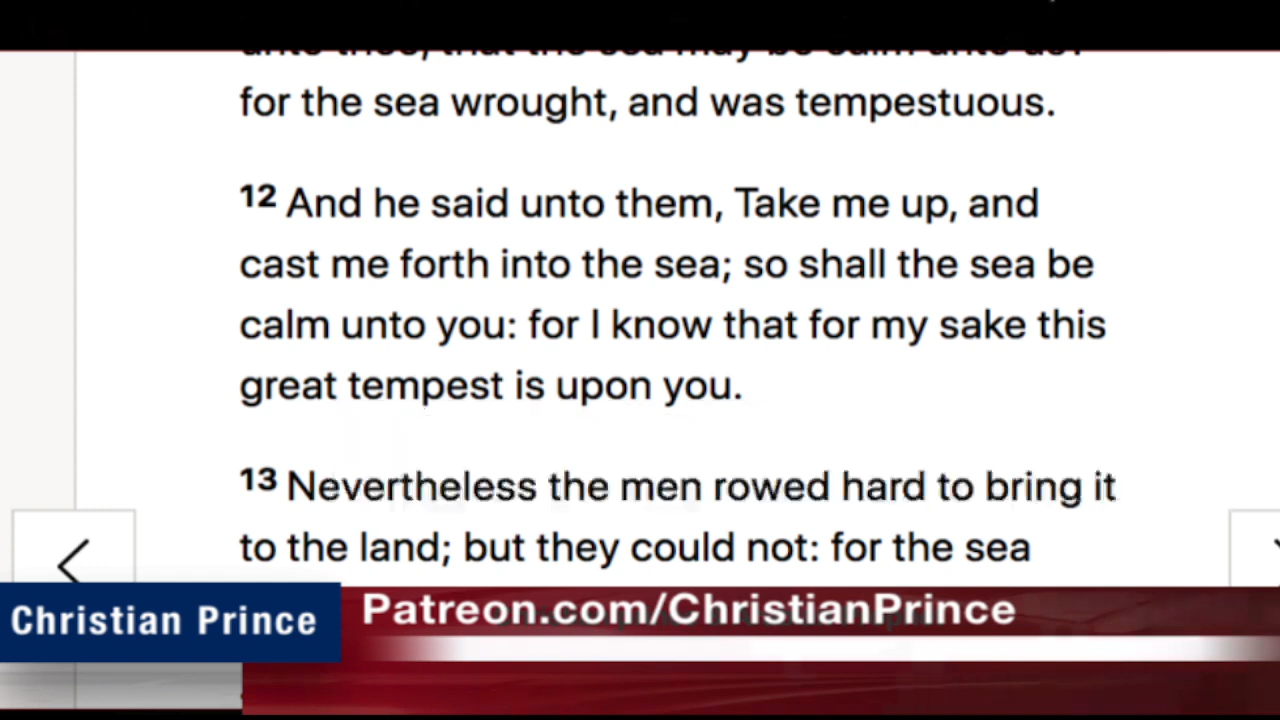 for the sea wrought, and was tempestuous.
12 And he said unto them, Take me up, and
cast me forth into the sea; so shall the sea be
calm unto you: for I know that for my sake this
great tempest is upon you.
13 Nevertheless the men rowed hard to bring it
to the land; but they could not: for the sea
Christian Prince
Patreon.com/ChristianPrince